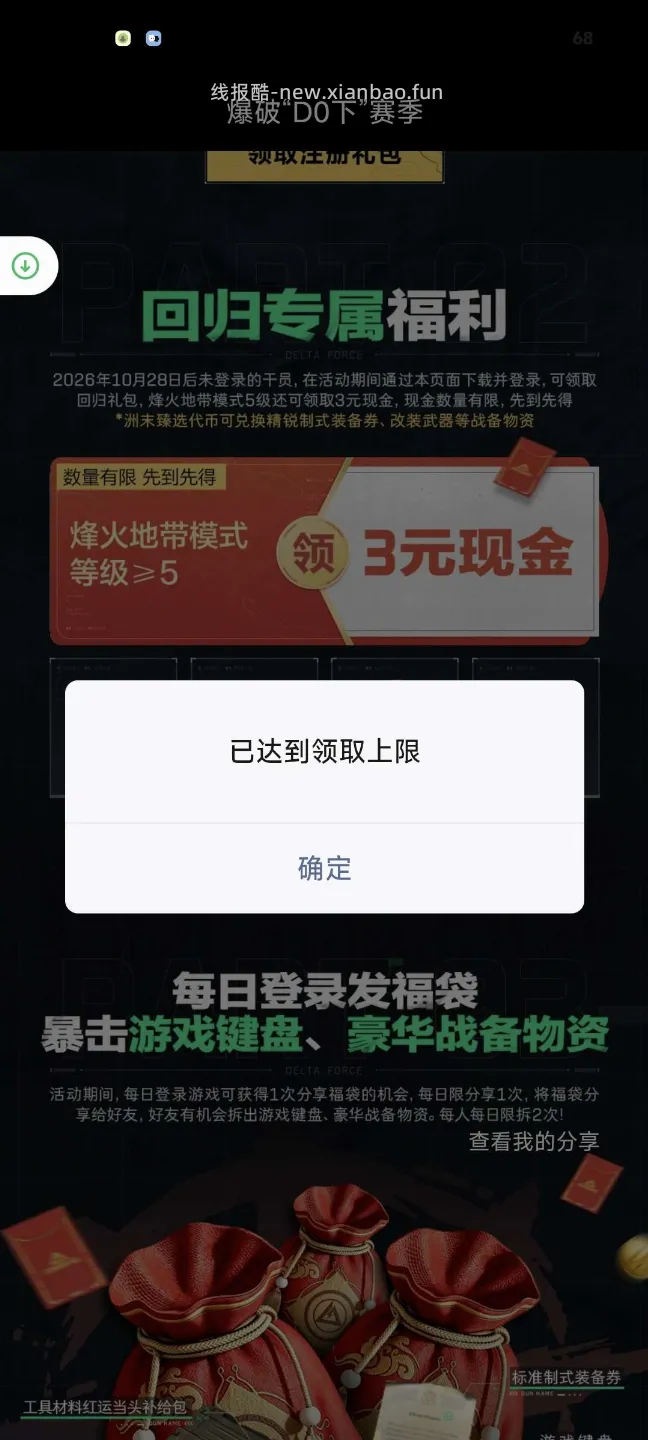 68
线报酷-new.xianbao.fun
爆破“D0下”赛季
领取注册礼包
PART 02
回归专属福利
DELTA FORCE
2026年10月28日后未登录的干员, 在活动期间通过本页面下载并登录, 可领取
回归礼包, 烽火地带模式5级还可领取3元现金, 现金数量有限, 先到先得
*洲末臻选代币可兑换精锐制式装备券、改装武器等战备物资
数量有限 先到先得
烽火地带模式
等级≥5
领
3元现金
已达到领取上限
确定
每日登录发福袋
暴击游戏键盘、豪华战备物资
DELTA FORCE
活动期间, 每日登录游戏可获得1次分享福袋的机会, 每日限分享1次, 将福袋分
享给好友, 好友有机会拆出游戏键盘、豪华战备物资。每人每日限拆2次!
查看我的分享
标准制式装备券
工具材料红运当头补给包
游戏键盘